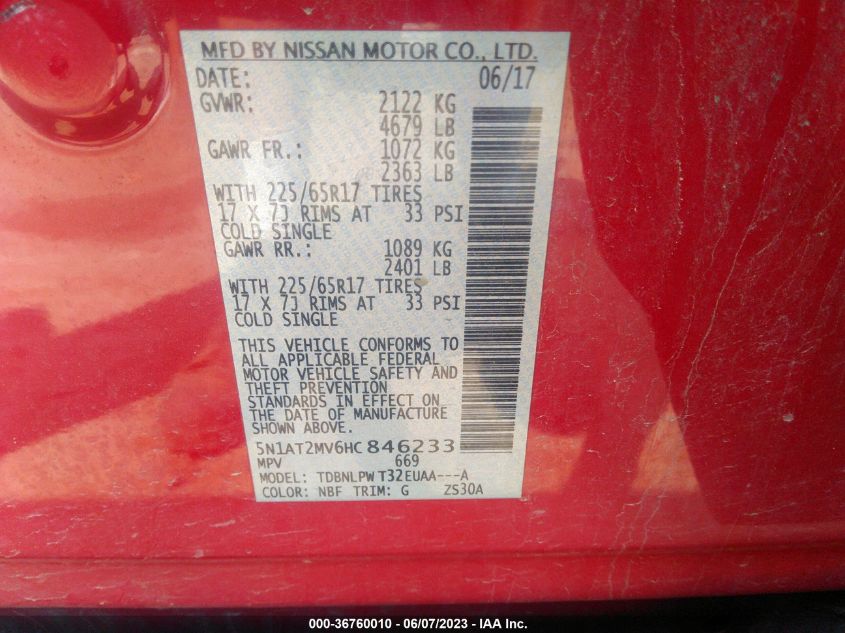 MFD BY NISSAN MOTOR CO., LTD.
DATE: 06/17
GVWR: 2122 KG
4679 LB
GAWR FR.: 1072 KG
2363 LB
WITH 225/65R17 TIRES
17 X 7J RIMS AT 33 PSI
COLD SINGLE
GAWR RR.: 1089 KG
2401 LB
WITH 225/65R17 TIRES
17 X 7J RIMS AT 33 PSI
COLD SINGLE
THIS VEHICLE CONFORMS TO
ALL APPLICABLE FEDERAL
MOTOR VEHICLE SAFETY AND
THEFT PREVENTION
STANDARDS IN EFFECT ON
THE DATE OF MANUFACTURE
SHOWN ABOVE.
5N1AT2MV6HC846233
MPV 669
MODEL: TDBNLPW T32EUAA---A
COLOR: NBF TRIM: G ZS30A
000-36760010 - 06/07/2023 - IAA Inc.